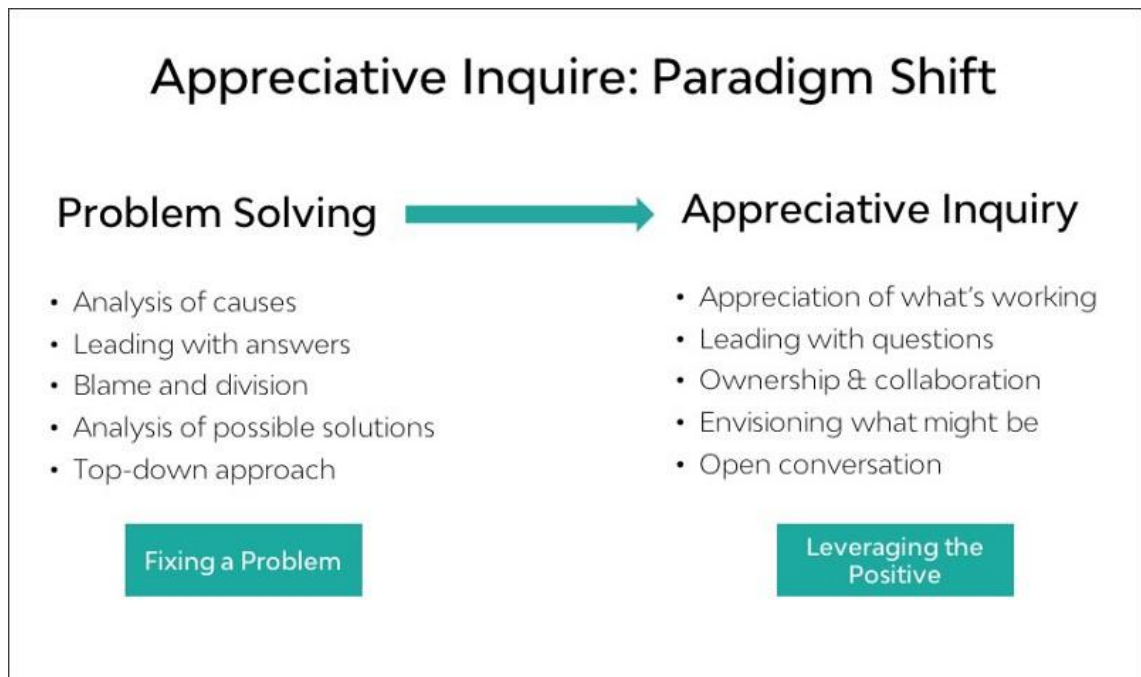 Appreciative Inquire: Paradigm Shift
Problem Solving
• Analysis of causes
• Leading with answers
• Blame and division
• Analysis of possible solutions
• Top-down approach
Fixing a Problem
Appreciative Inquiry
• Appreciation of what's working
• Leading with questions
• Ownership & collaboration
• Envisioning what might be
• Open conversation
Leveraging the
Positive